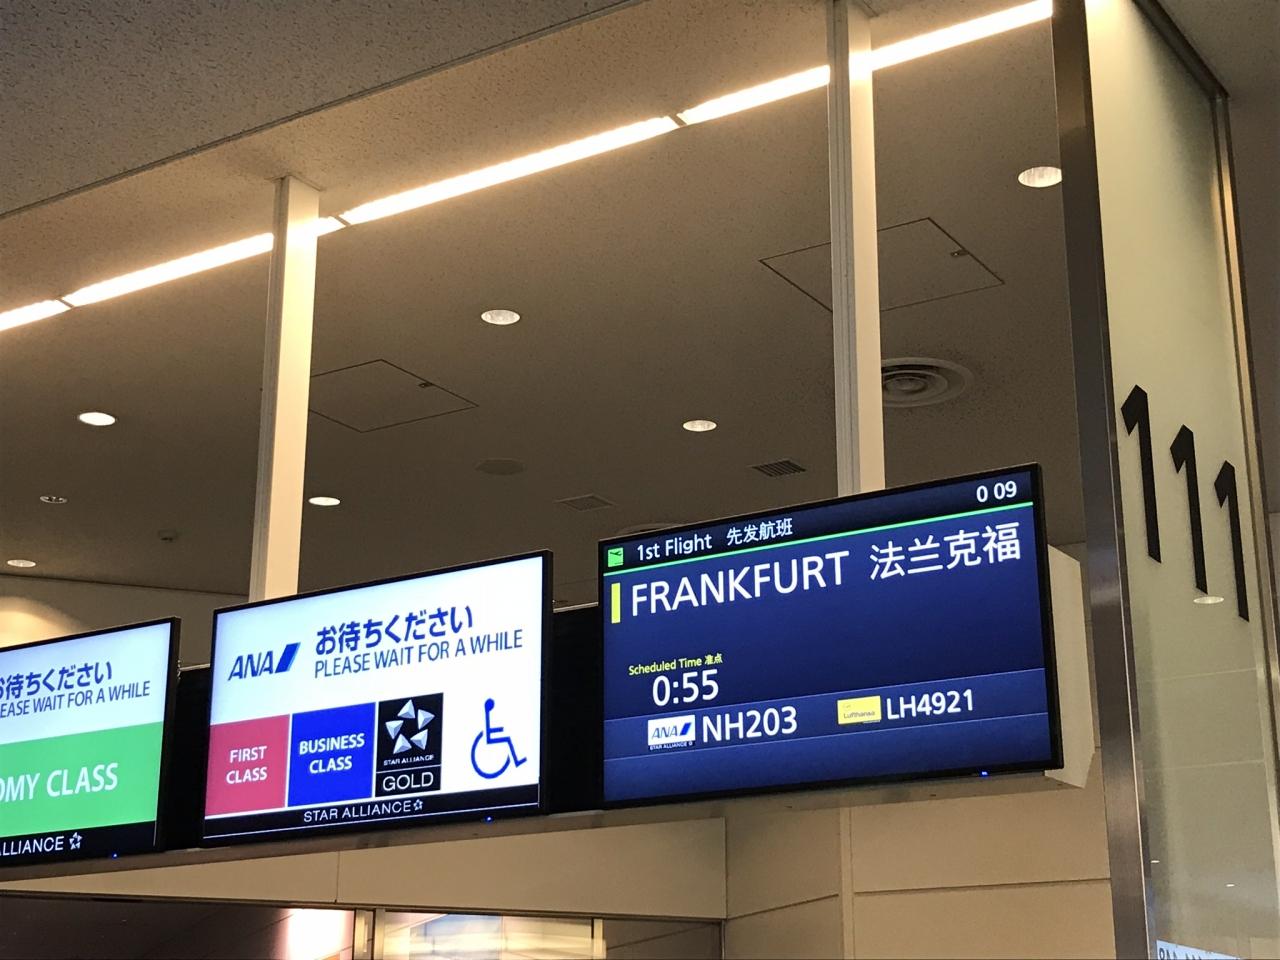 お待ちください
EASE WAIT FOR A WHILE
OMY CLASS
ALLIANCE
ANA
お待ちください
PLEASE WAIT FOR A WHILE
FIRST
CLASS
BUSINESS
CLASS
STAR ALLIANCE
GOLD
STAR ALLIANCE
1st Flight 先发航班 0 09
FRANKFURT 法兰克福
Scheduled Time 准点
0:55
ANA NH203 Lufthansa LH4921
STAR ALLIANCE
111